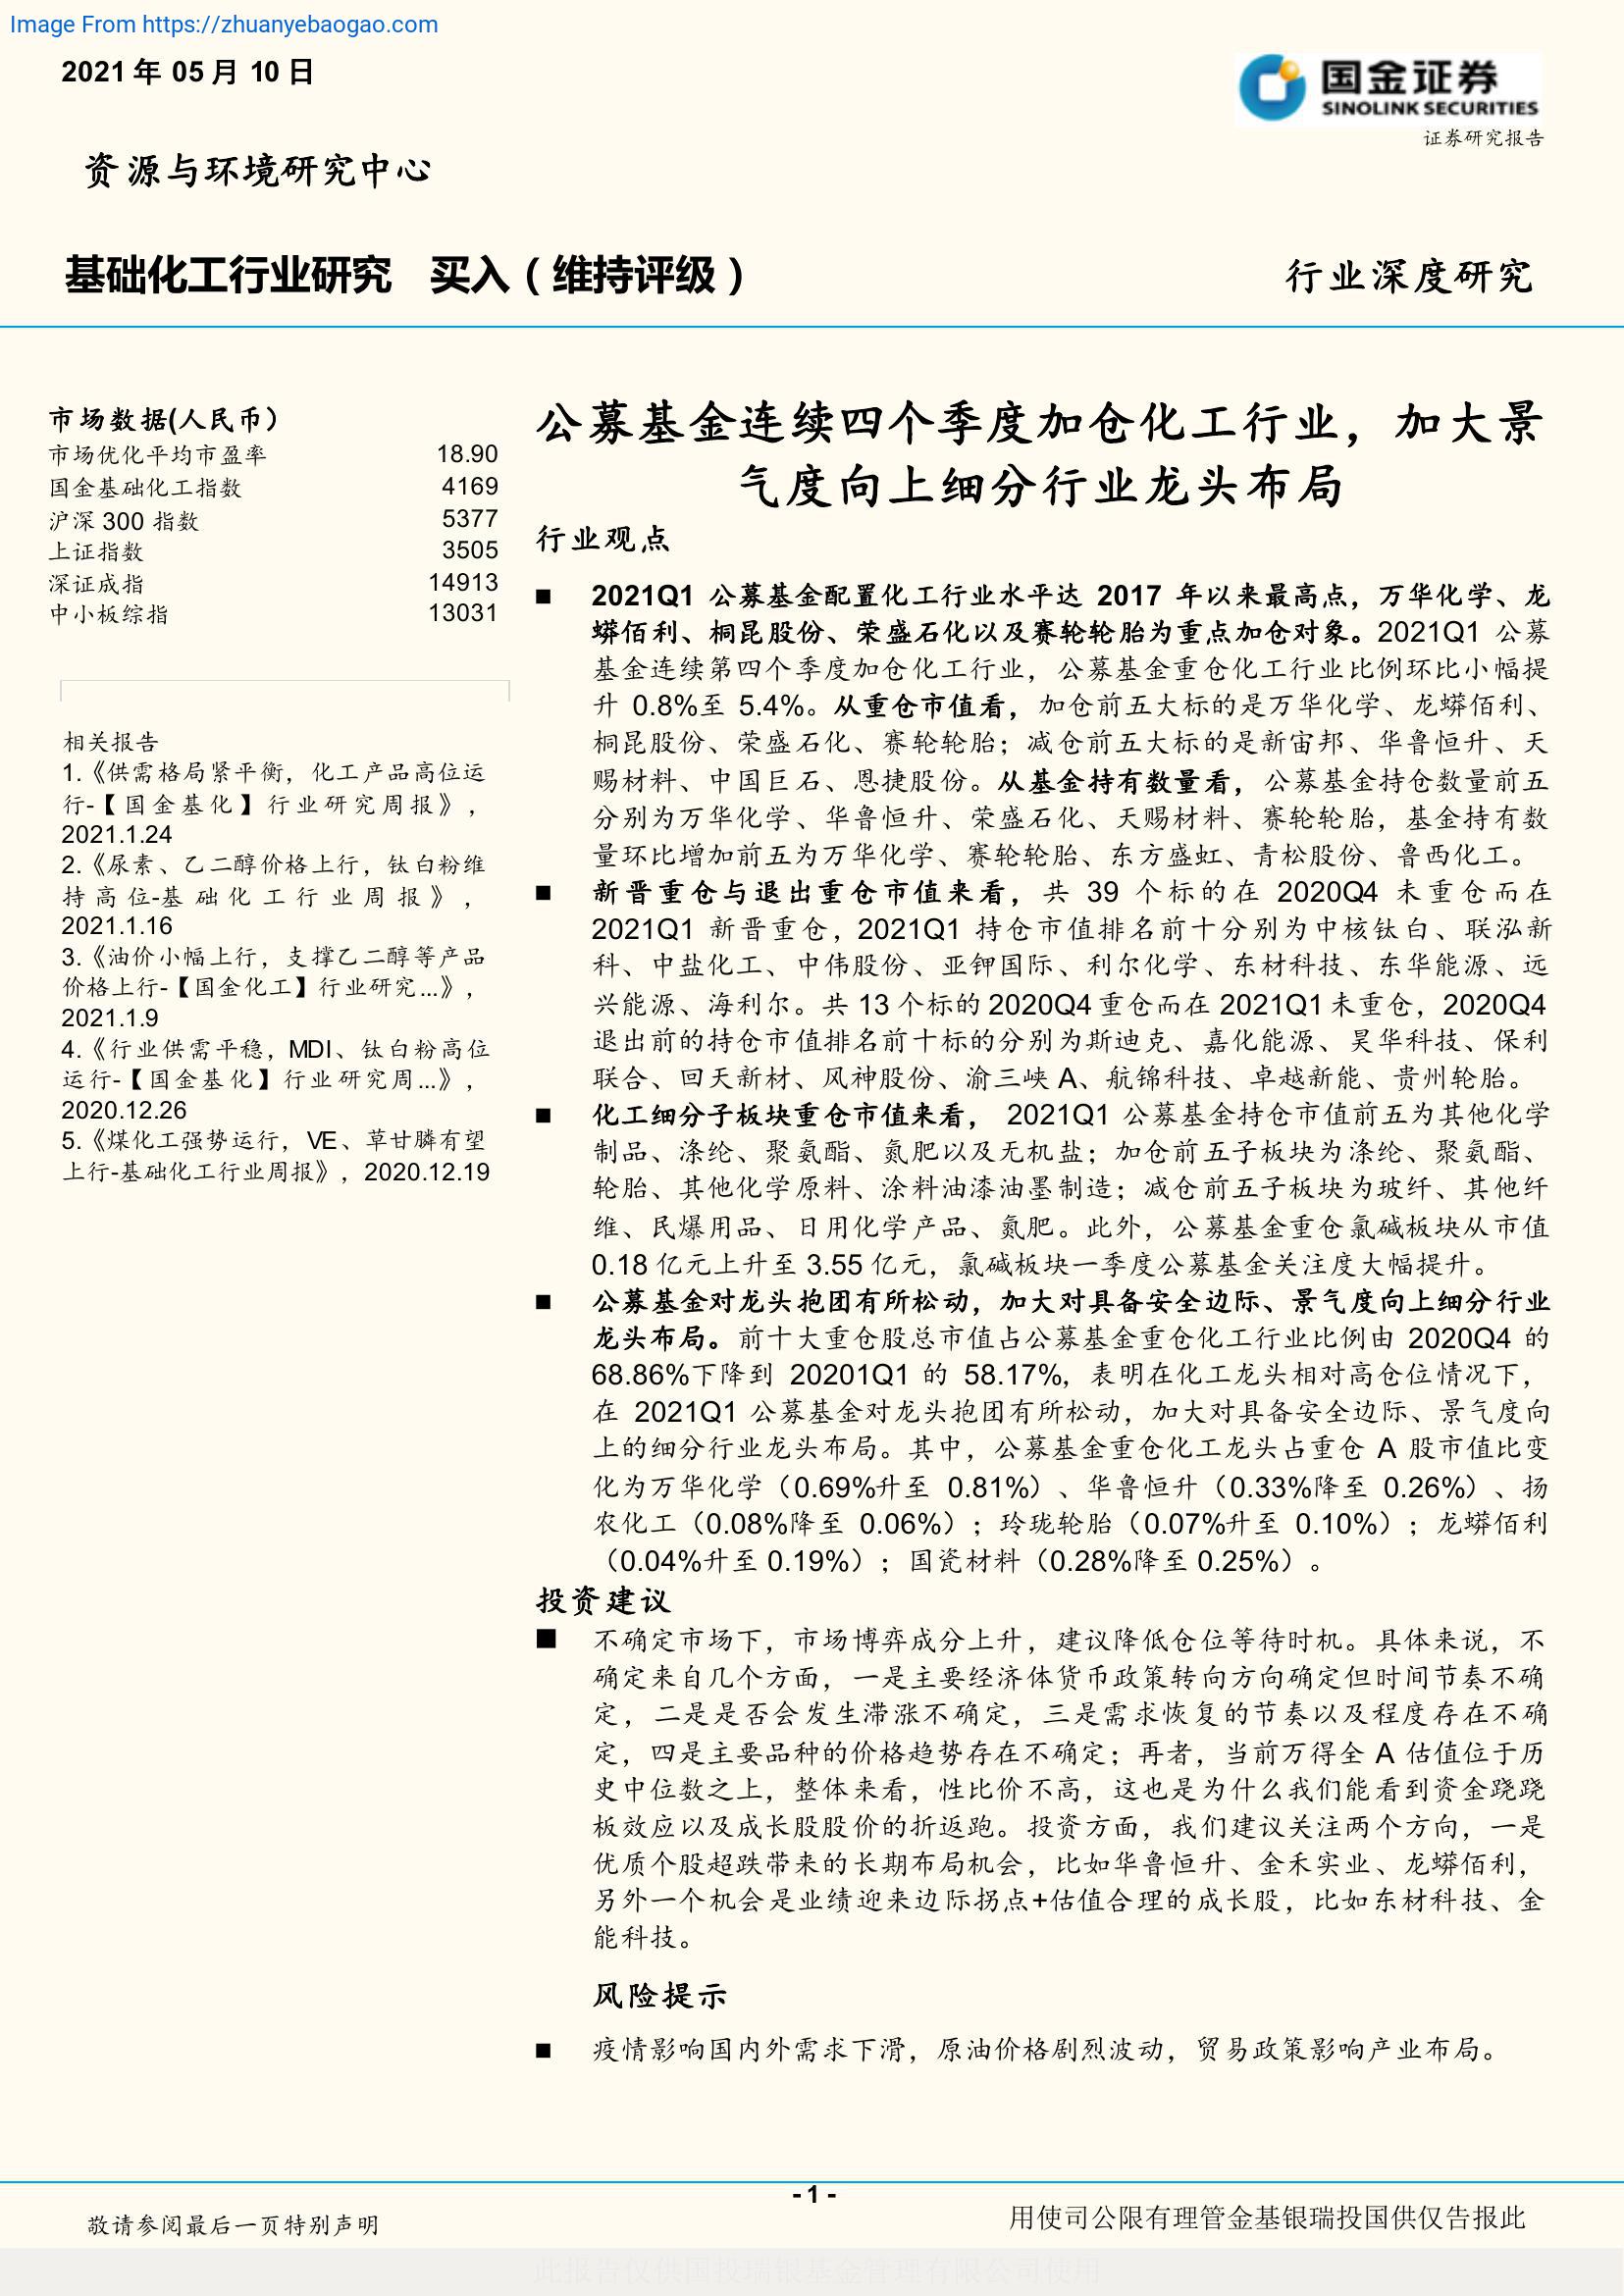 Image From https://zhuanyebaogao.com
2021 年 05 月 10 日
国金证券
SINOLINK SECURITIES
证券研究报告
资源与环境研究中心
基础化工行业研究 买入（维持评级）
行业深度研究
市场数据(人民币）
市场优化平均市盈率 18.90
国金基础化工指数 4169
沪深 300 指数 5377
上证指数 3505
深证成指 14913
中小板综指 13031
相关报告
1.《供需格局紧平衡，化工产品高位运
行-【国金基化】行业研究周报》，
2021.1.24
2.《尿素、乙二醇价格上行，钛白粉维
持高位-基础化工行业周报》，
2021.1.16
3.《油价小幅上行，支撑乙二醇等产品
价格上行-【国金化工】行业研究...》，
2021.1.9
4.《行业供需平稳，MDI、钛白粉高位
运行-【国金基化】行业研究周...》，
2020.12.26
5.《煤化工强势运行，VE、草甘膦有望
上行-基础化工行业周报》，2020.12.19
公募基金连续四个季度加仓化工行业，加大景
气度向上细分行业龙头布局
行业观点
■ 2021Q1 公募基金配置化工行业水平达 2017 年以来最高点，万华化学、龙
蟒佰利、桐昆股份、荣盛石化以及赛轮轮胎为重点加仓对象。2021Q1 公募
基金连续第四个季度加仓化工行业，公募基金重仓化工行业比例环比小幅提
升 0.8%至 5.4%。从重仓市值看，加仓前五大标的是万华化学、龙蟒佰利、
桐昆股份、荣盛石化、赛轮轮胎；减仓前五大标的是新宙邦、华鲁恒升、天
赐材料、中国巨石、恩捷股份。从基金持有数量看，公募基金持仓数量前五
分别为万华化学、华鲁恒升、荣盛石化、天赐材料、赛轮轮胎，基金持有数
量环比增加前五为万华化学、赛轮轮胎、东方盛虹、青松股份、鲁西化工。
■ 新晋重仓与退出重仓市值来看，共 39 个标的在 2020Q4 未重仓而在
2021Q1 新晋重仓，2021Q1 持仓市值排名前十分别为中核钛白、联泓新
科、中盐化工、中伟股份、亚钾国际、利尔化学、东材科技、东华能源、远
兴能源、海利尔。共 13 个标的 2020Q4 重仓而在 2021Q1 未重仓，2020Q4
退出前的持仓市值排名前十标的分别为斯迪克、嘉化能源、昊华科技、保利
联合、回天新材、风神股份、渝三峡 A、航锦科技、卓越新能、贵州轮胎。
■ 化工细分子板块重仓市值来看， 2021Q1 公募基金持仓市值前五为其他化学
制品、涤纶、聚氨酯、氮肥以及无机盐；加仓前五子板块为涤纶、聚氨酯、
轮胎、其他化学原料、涂料油漆油墨制造；减仓前五子板块为玻纤、其他纤
维、民爆用品、日用化学产品、氮肥。此外，公募基金重仓氯碱板块从市值
0.18 亿元上升至 3.55 亿元，氯碱板块一季度公募基金关注度大幅提升。
■ 公募基金对龙头抱团有所松动，加大对具备安全边际、景气度向上细分行业
龙头布局。前十大重仓股总市值占公募基金重仓化工行业比例由 2020Q4 的
68.86%下降到 20201Q1 的 58.17%，表明在化工龙头相对高仓位情况下，
在 2021Q1 公募基金对龙头抱团有所松动，加大对具备安全边际、景气度向
上的细分行业龙头布局。其中，公募基金重仓化工龙头占重仓 A 股市值比变
化为万华化学（0.69%升至 0.81%）、华鲁恒升（0.33%降至 0.26%）、扬
农化工（0.08%降至 0.06%）；玲珑轮胎（0.07%升至 0.10%）；龙蟒佰利
（0.04%升至 0.19%）；国瓷材料（0.28%降至 0.25%）。
投资建议
■ 不确定市场下，市场博弈成分上升，建议降低仓位等待时机。具体来说，不
确定来自几个方面，一是主要经济体货币政策转向方向确定但时间节奏不确
定，二是是否会发生滞涨不确定，三是需求恢复的节奏以及程度存在不确
定，四是主要品种的价格趋势存在不确定；再者，当前万得全 A 估值位于历
史中位数之上，整体来看，性比价不高，这也是为什么我们能看到资金跷跷
板效应以及成长股股价的折返跑。投资方面，我们建议关注两个方向，一是
优质个股超跌带来的长期布局机会，比如华鲁恒升、金禾实业、龙蟒佰利，
另外一个机会是业绩迎来边际拐点+估值合理的成长股，比如东材科技、金
能科技。
风险提示
■ 疫情影响国内外需求下滑，原油价格剧烈波动，贸易政策影响产业布局。
- 1 -
敬请参阅最后一页特别声明
用使司公限有理管金基银瑞投国供仅告报此
此报告仅供国投瑞银基金管理有限公司使用